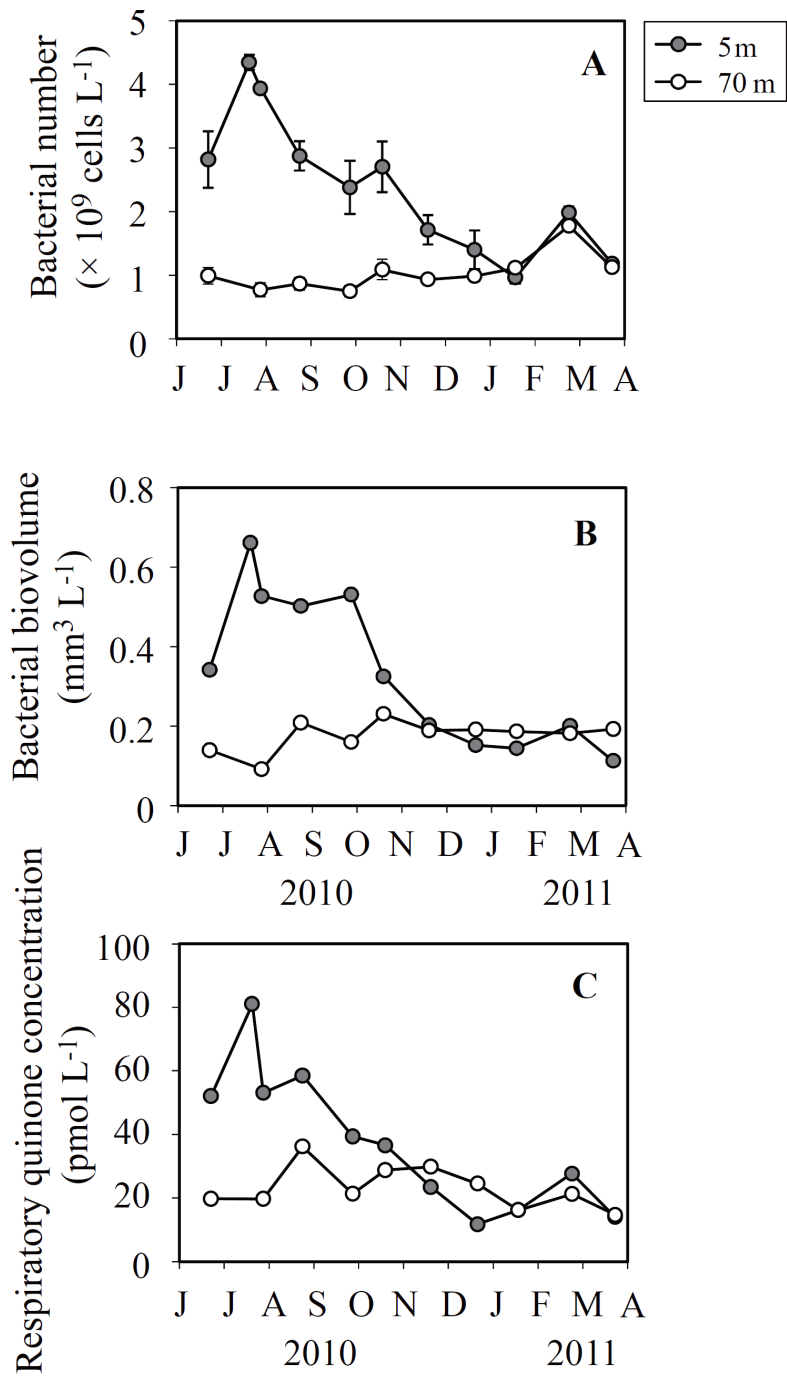 5 m
70 m
A
Bacterial number
(× 10⁹ cells L⁻¹)
5
4
3
2
1
0
J J A S O N D J F M A
B
Bacterial biovolume
(mm³ L⁻¹)
0.8
0.6
0.4
0.2
0
J J A S O N D J F M A
2010 2011
C
Respiratory quinone concentration
(pmol L⁻¹)
100
80
60
40
20
0
J J A S O N D J F M A
2010 2011